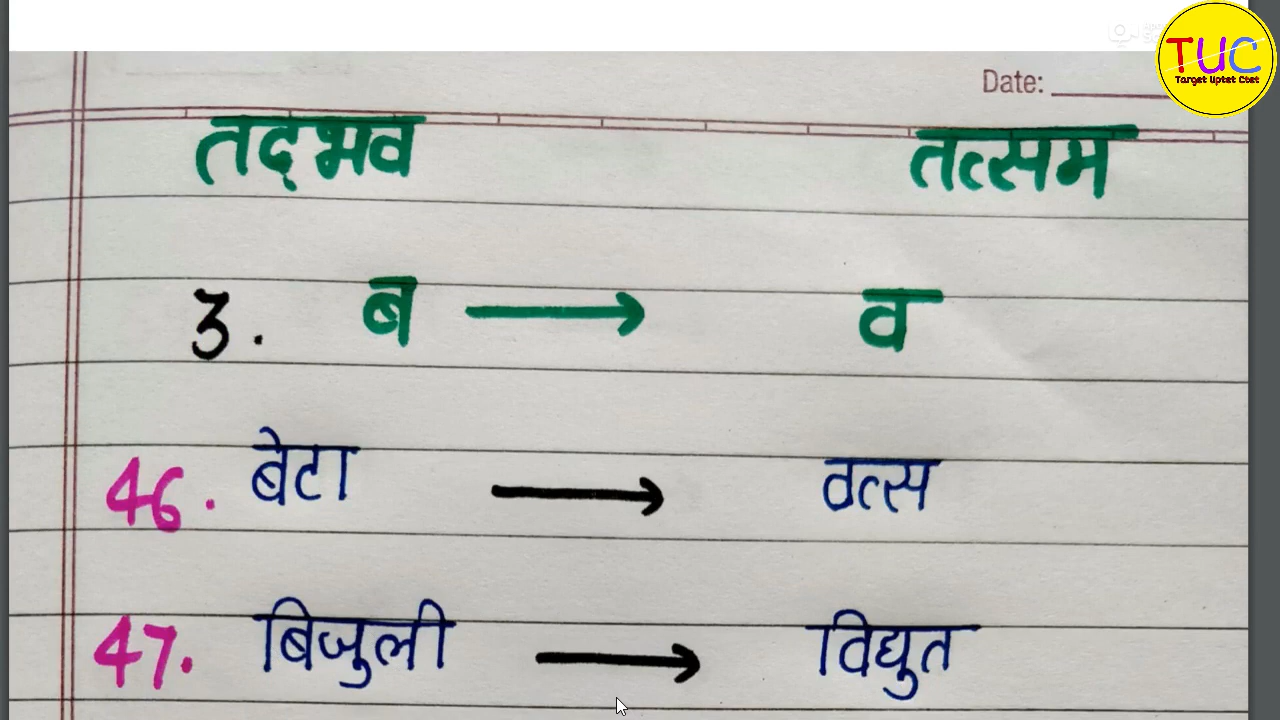 TUC
Target Uptet Ctet
Date:
तद्भव तत्सम
3. ब → व
46. बेटा → वत्स
47. बिजुली → विद्युत